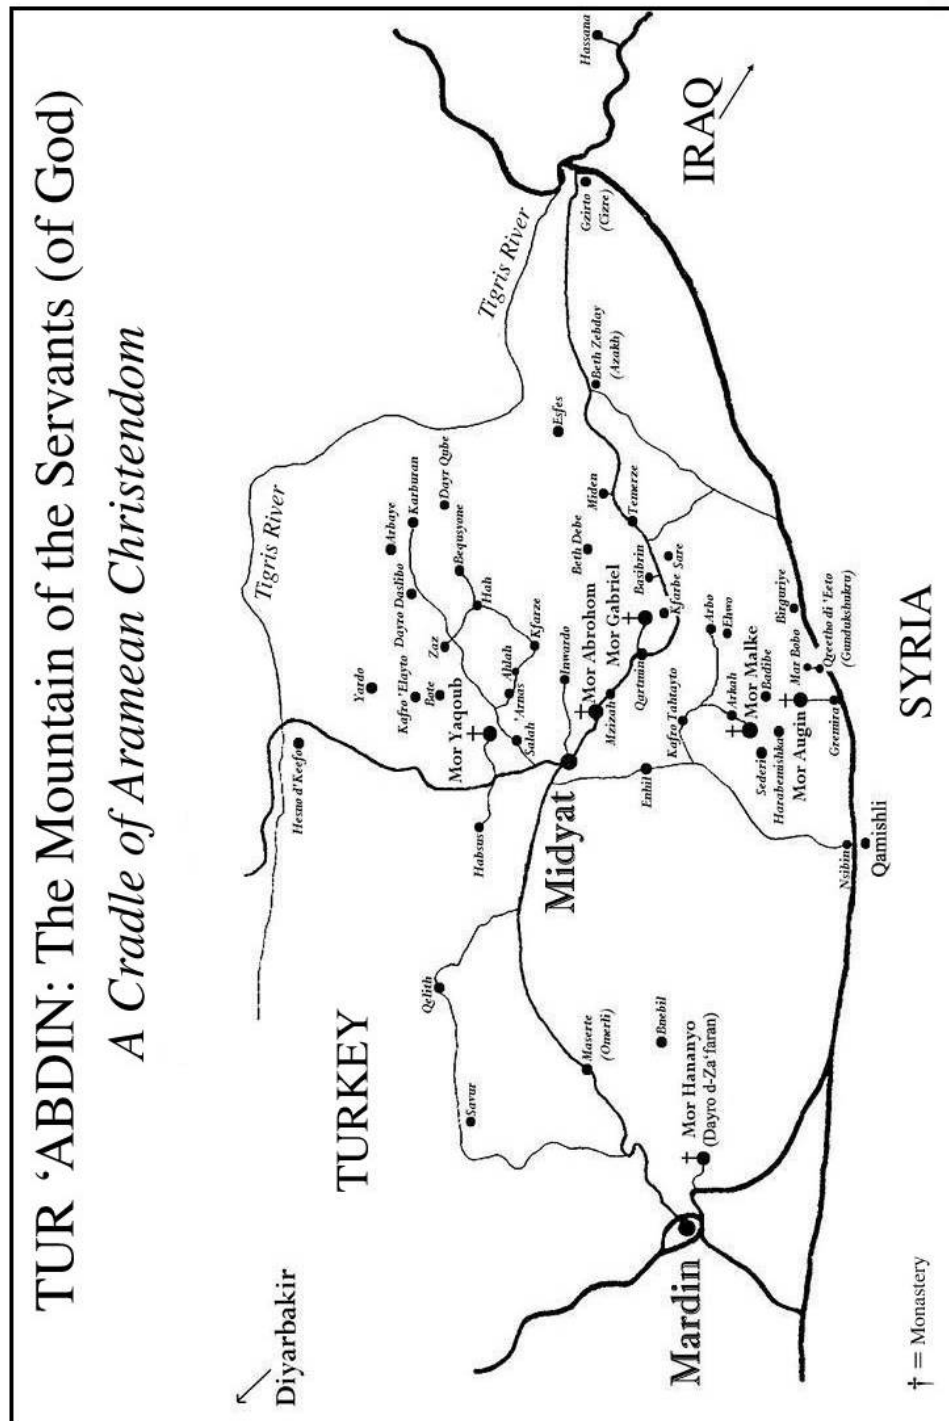 TUR ‘ABDIN: The Mountain of the Servants (of God)
A Cradle of Aramean Christendom
Diyarbakir
TURKEY
Tigris River
Tigris River
Hesno d'Keefo
Yardo
Arbaye
Kafro 'Elayto
Dayro Daslibo
Karburan
Qelith
Bote
Zaz
Dayr Qube
Bequsyone
Savur
Habsus
Mor Yaqoub
Hah
Salah
'Arnas
Ahlah
Kfarze
Esfes
Hassana
Midyat
Inwardo
Beth Debe
Gzirto
(Cizre)
Maserte
(Omerli)
Mor Abrohom
Miden
Beth Zebday
(Azakh)
Mzizah
Mor Gabriel
Temerze
Enhil
Qartmin
Basibrin
Bnebil
Kfarbe
Sare
Kafro Tahtayto
Arbo
Ehwo
IRAQ
Mardin
Mor Hananyo
(Dayro d-Za‘faran)
Arkah
Mor Malke
Sederi
Badibe
Harabemishka
Mor Augin
Mar Bobo
Birguriye
Gremira
Qreetho di 'Eeto
(Gundukshukru)
Nsibin
Qamishli
SYRIA
† = Monastery